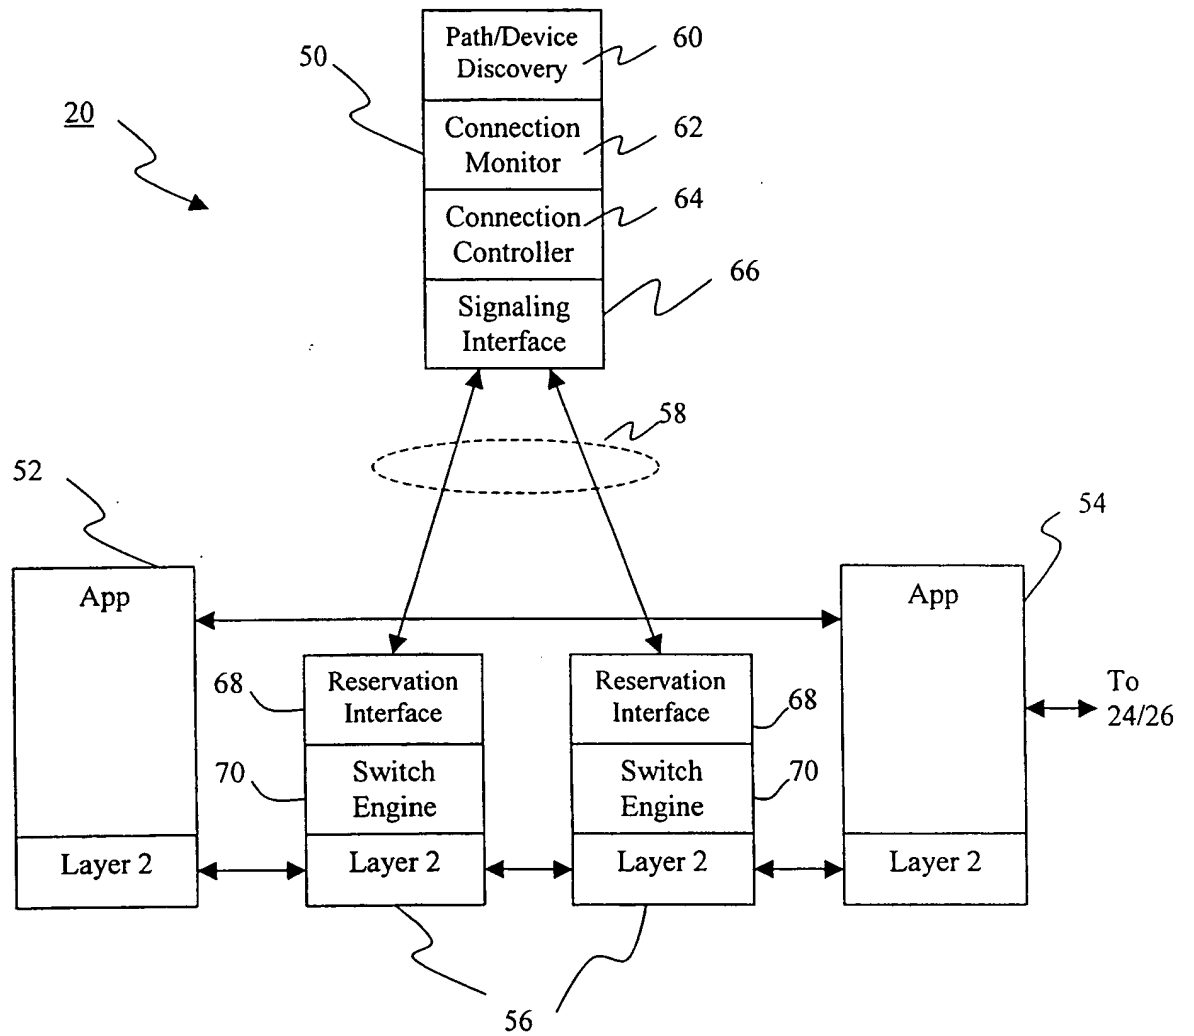 Path/Device
Discovery
60
50
20
Connection
Monitor
62
Connection
Controller
64
Signaling
Interface
66
58
52
54
App
App
Reservation
Interface
68
Reservation
Interface
68
To
24/26
Switch
Engine
70
Switch
Engine
70
Layer 2
Layer 2
Layer 2
Layer 2
56